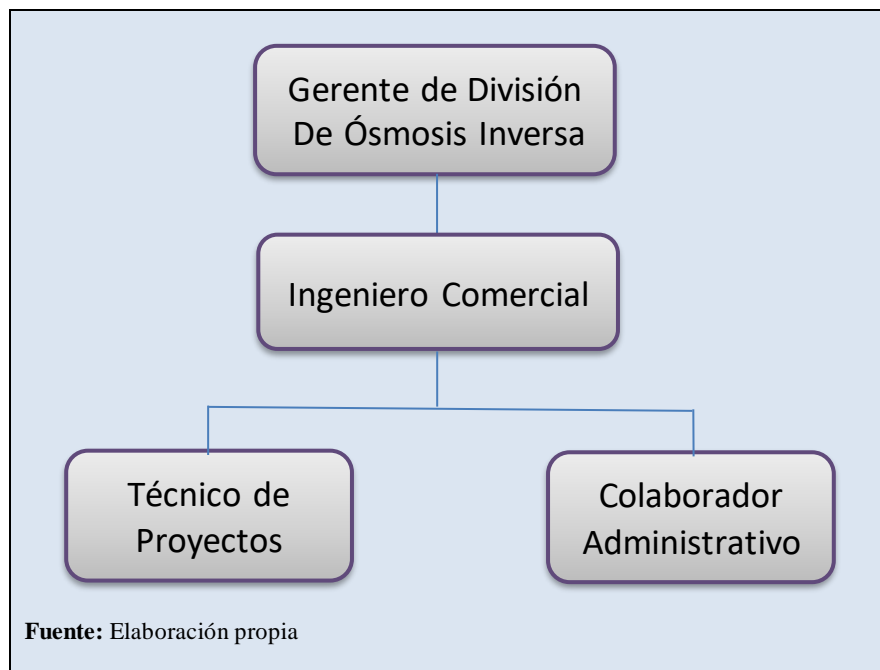 Gerente de División
De Ósmosis Inversa
Ingeniero Comercial
Técnico de
Proyectos
Colaborador
Administrativo
Fuente: Elaboración propia